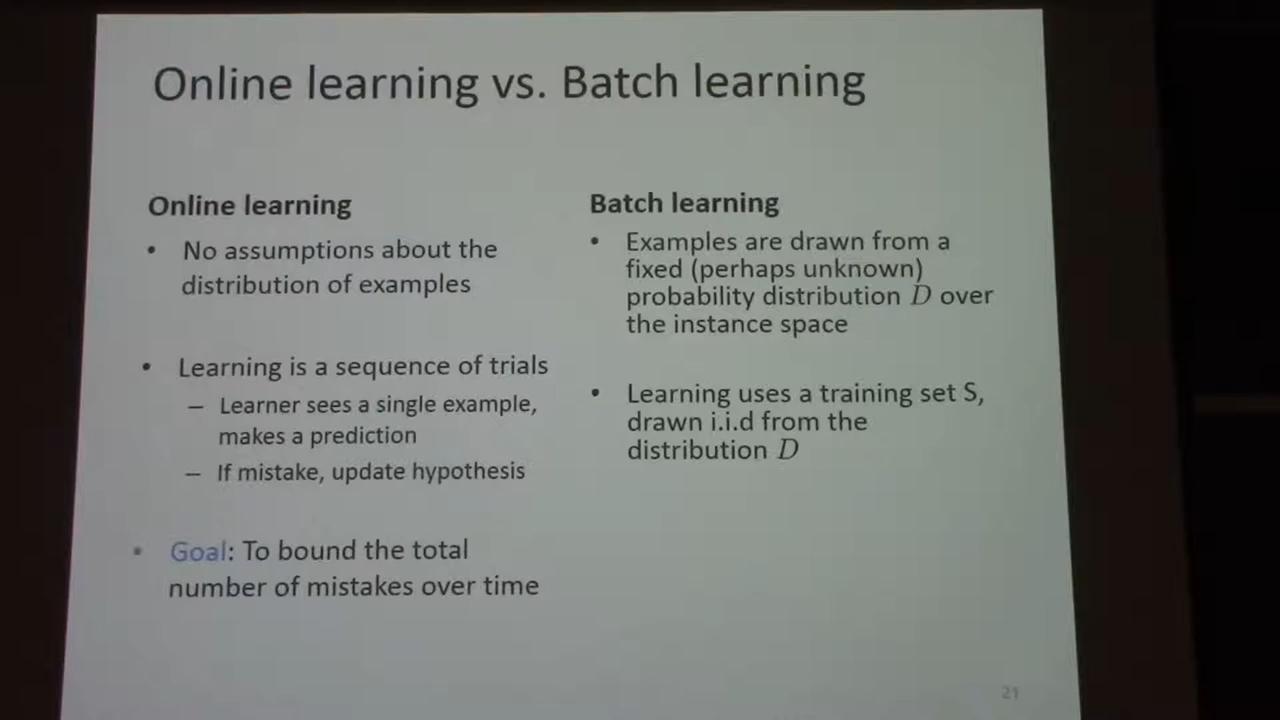 Online learning vs. Batch learning
Online learning
• No assumptions about the
distribution of examples
• Learning is a sequence of trials
– Learner sees a single example,
makes a prediction
– If mistake, update hypothesis
• Goal: To bound the total
number of mistakes over time
Batch learning
• Examples are drawn from a
fixed (perhaps unknown)
probability distribution D over
the instance space
• Learning uses a training set S,
drawn i.i.d from the
distribution D
21